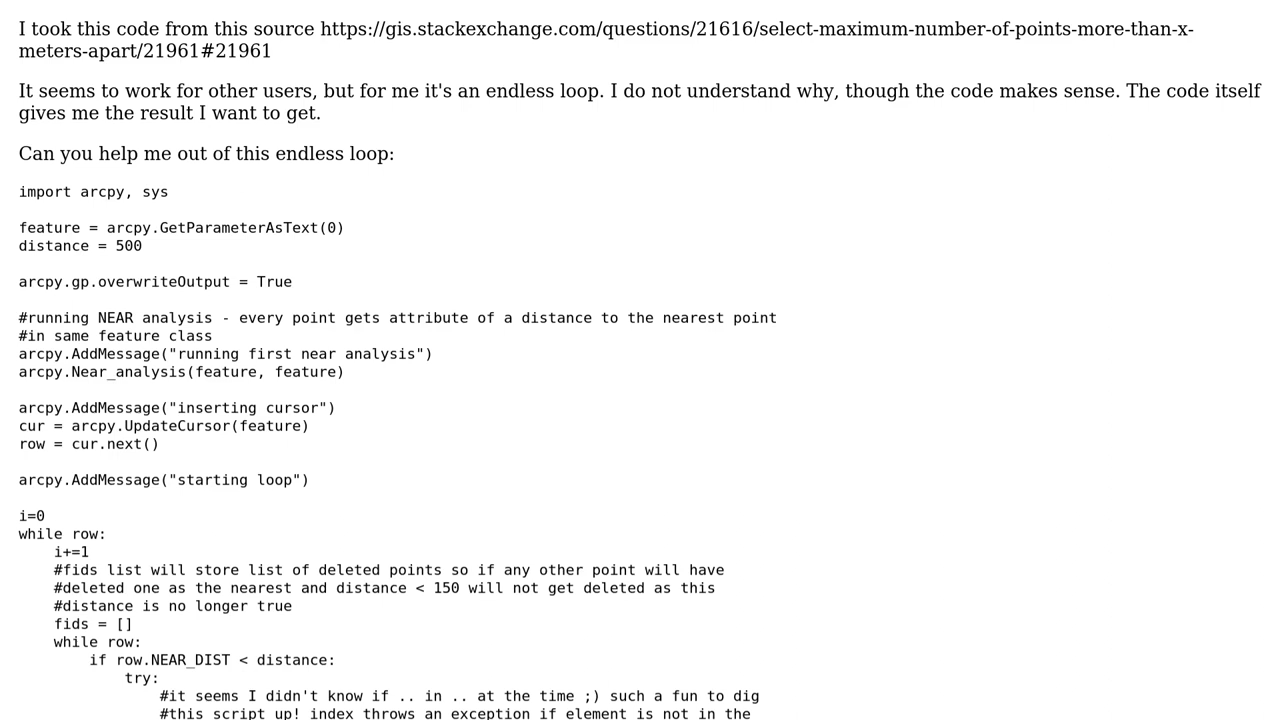 I took this code from this source https://gis.stackexchange.com/questions/21616/select-maximum-number-of-points-more-than-x-
meters-apart/21961#21961
It seems to work for other users, but for me it's an endless loop. I do not understand why, though the code makes sense. The code itself
gives me the result I want to get.
Can you help me out of this endless loop:
import arcpy, sys
feature = arcpy.GetParameterAsText(0)
distance = 500
arcpy.gp.overwriteOutput = True
#running NEAR analysis - every point gets attribute of a distance to the nearest point
#in same feature class
arcpy.AddMessage("running first near analysis")
arcpy.Near_analysis(feature, feature)
arcpy.AddMessage("inserting cursor")
cur = arcpy.UpdateCursor(feature)
row = cur.next()
arcpy.AddMessage("starting loop")
i=0
while row:
    i+=1
    #fids list will store list of deleted points so if any other point will have
    #deleted one as the nearest and distance < 150 will not get deleted as this
    #distance is no longer true
    fids = []
    while row:
        if row.NEAR_DIST < distance:
            try:
                #it seems I didn't know if .. in .. at the time ;) such a fun to dig
                #this script up! index throws an exception if element is not in the